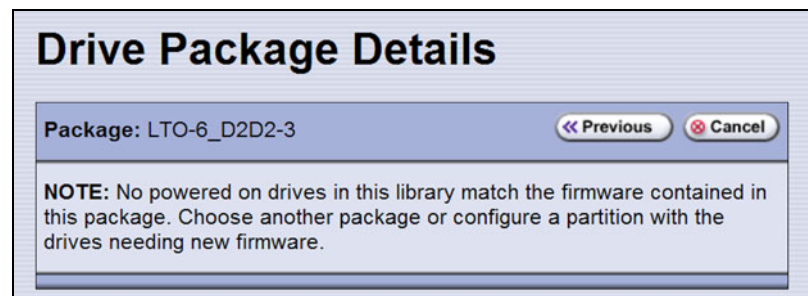 Drive Package Details
Package: LTO-6_D2D2-3
Previous
Cancel
NOTE: No powered on drives in this library match the firmware contained in
this package. Choose another package or configure a partition with the
drives needing new firmware.